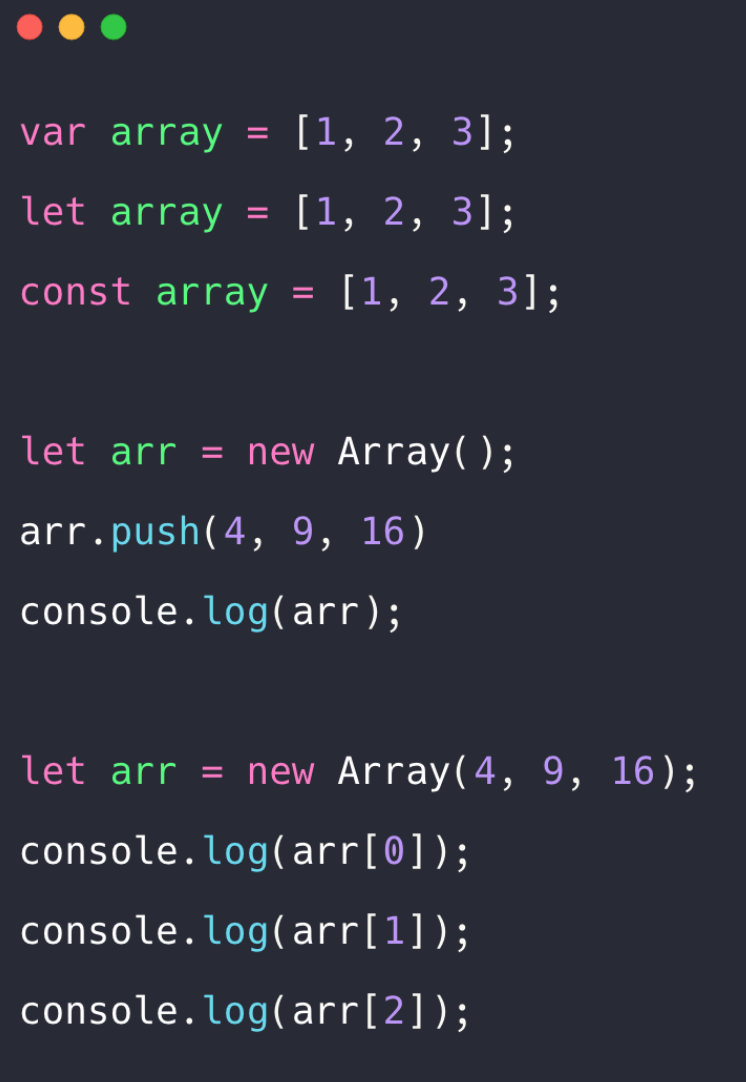 var array = [1, 2, 3];
let array = [1, 2, 3];
const array = [1, 2, 3];
let arr = new Array();
arr.push(4, 9, 16)
console.log(arr);
let arr = new Array(4, 9, 16);
console.log(arr[0]);
console.log(arr[1]);
console.log(arr[2]);